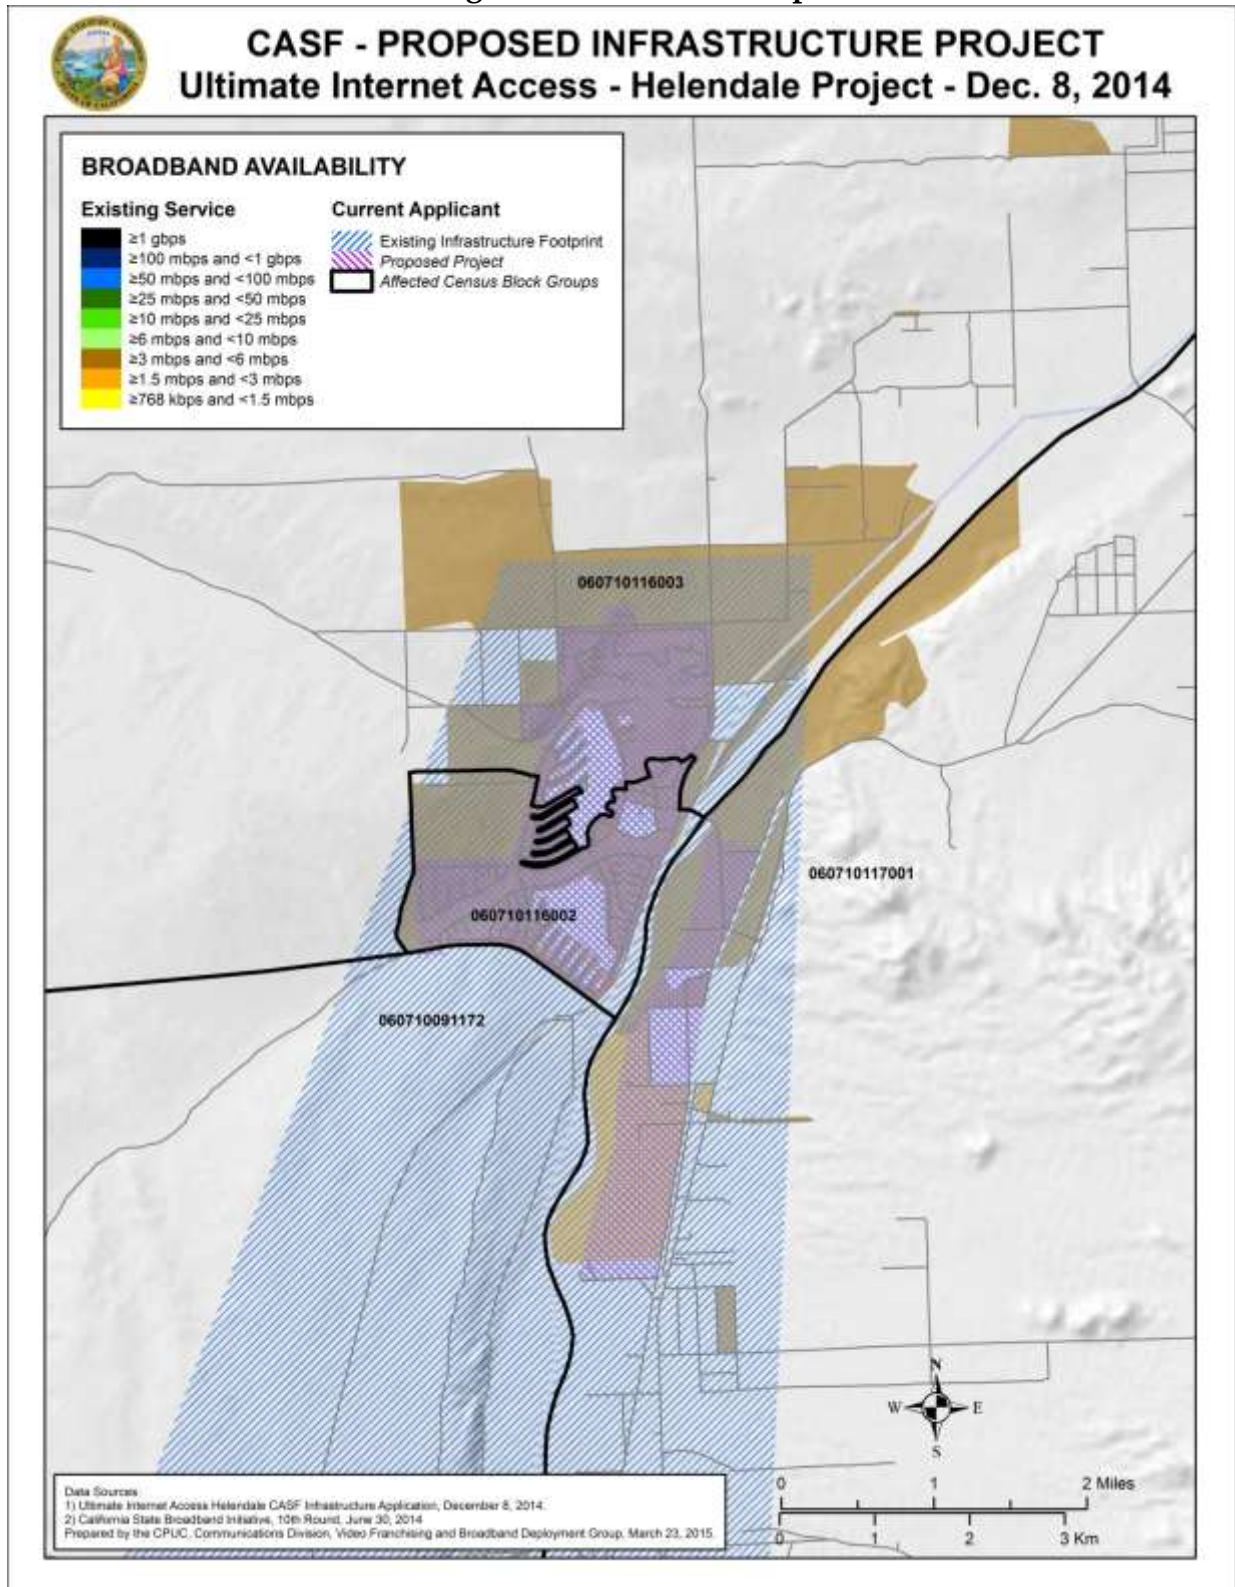 CASF - PROPOSED INFRASTRUCTURE PROJECT
Ultimate Internet Access - Helendale Project - Dec. 8, 2014
BROADBAND AVAILABILITY
Existing Service
≥1 gbps
≥100 mbps and <1 gbps
≥50 mbps and <100 mbps
≥25 mbps and <50 mbps
≥10 mbps and <25 mbps
≥6 mbps and <10 mbps
≥3 mbps and <6 mbps
≥1.5 mbps and <3 mbps
≥768 kbps and <1.5 mbps
Current Applicant
Existing Infrastructure Footprint
Proposed Project
Affected Census Block Groups
060710116003
060710117001
060710116002
060710091172
N
W E
S
0 1 2 Miles
0 1 2 3 Km
Data Sources
1) Ultimate Internet Access Helendale CASF Infrastructure Application, December 8, 2014.
2) California State Broadband Initiative, 10th Round, June 30, 2014
Prepared by the CPUC, Communications Division, Video Franchising and Broadband Deployment Group, March 23, 2015.